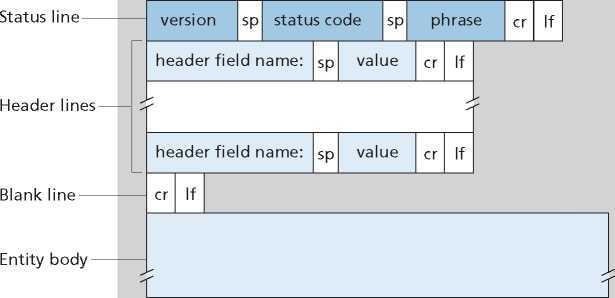 Status line version sp status code sp phrase cr lf
header field name: sp value cr lf
Header lines
header field name: sp value cr lf
Blank line cr lf
Entity body